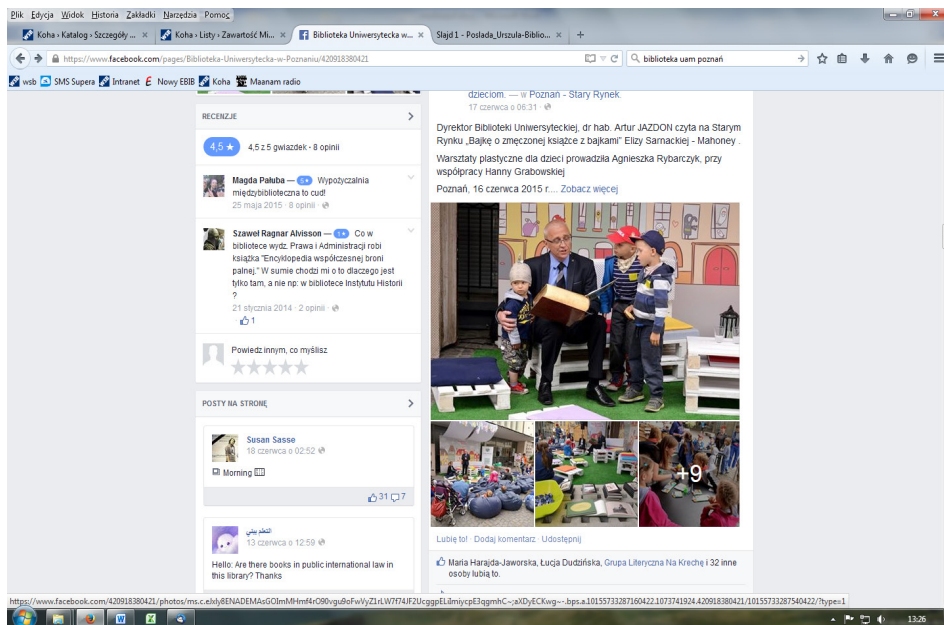 Plik Edycja Widok Historia Zakładki Narzędzia Pomoc
Koha › Katalog › Szczegóły ... × Koha › Listy › Zawartość Mi... × Biblioteka Uniwersytecka w... × Slajd 1 - Poslada_Urszula-Biblio... × +
https://www.facebook.com/pages/Biblioteka-Uniwersytecka-w-Poznaniu/420918380421 biblioteka uam poznań
wsb SMS Supera Intranet Nowy EBIB Koha Maanam radio
RECENZJE
4,5 ★ 4,5 z 5 gwiazdek · 8 opinii
Magda Pałuba — 5★ Wypożyczalnia
międzybiblioteczna to cud!
25 maja 2015 · 8 opinii ·
Szaweł Ragnar Alvisson — Co w
bibliotece wydz. Prawa i Administracji robi
książka "Encyklopedia współczesnej broni
palnej." W sumie chodzi mi o to dlaczego jest
tylko tam, a nie np: w bibliotece Instytutu Historii
?
21 stycznia 2014 · 2 opinii ·
· 1
Powiedz innym, co myślisz
POSTY NA STRONĘ
Susan Sasse
18 czerwca o 02:52 ·
Morning
31 7
التعلم بيتي
13 czerwca o 12:59 ·
Hello: Are there books in public international law in
this library? Thanks
dzieciom. — w Poznań - Stary Rynek.
17 czerwca o 06:31 ·
Dyrektor Biblioteki Uniwersyteckiej, dr hab. Artur JAZDON czyta na Starym
Rynku „Bajkę o zmęczonej książce z bajkami" Elizy Sarnackiej - Mahoney .
Warsztaty plastyczne dla dzieci prowadziła Agnieszka Rybarczyk, przy
współpracy Hanny Grabowskiej
Poznań, 16 czerwca 2015 r.... Zobacz więcej
+9
Lubię to! · Dodaj komentarz · Udostępnij
Maria Harajda-Jaworska, Łucja Dudzińska, Grupa Literyczna Na Krechę i 32 inne
osoby lubią to.
13:26